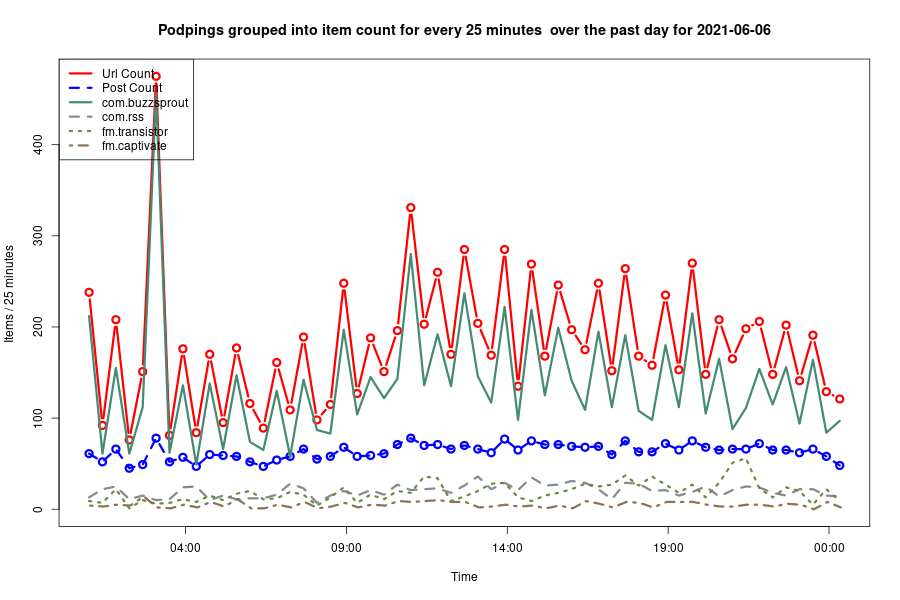 Podpings grouped into item count for every 25 minutes  over the past day for 2021-06-06
Url Count
Post Count
com.buzzsprout
com.rss
fm.transistor
fm.captivate
Items / 25 minutes
400
300
200
100
0
04:00
09:00
14:00
19:00
00:00
Time